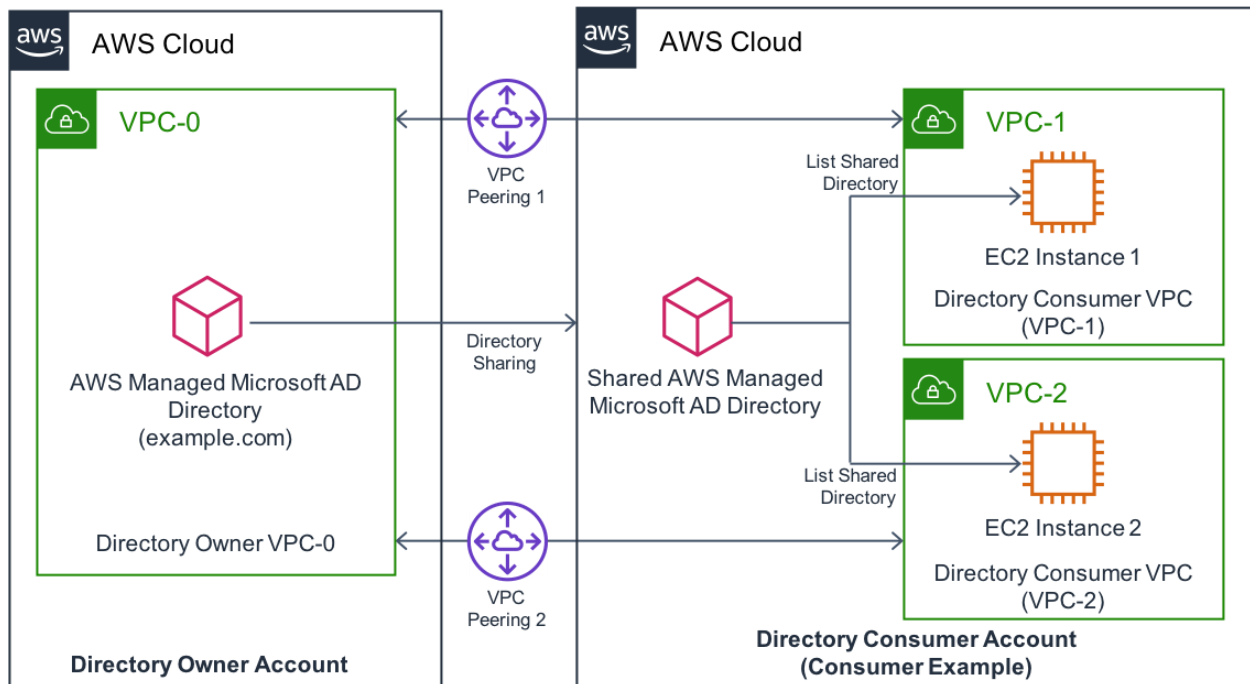 aws
AWS Cloud
VPC-0
AWS Managed Microsoft AD
Directory
(example.com)
Directory Owner VPC-0
Directory Owner Account
VPC
Peering 1
Directory
Sharing
VPC
Peering 2
aws
AWS Cloud
Shared AWS Managed
Microsoft AD Directory
List Shared
Directory
VPC-1
EC2 Instance 1
Directory Consumer VPC
(VPC-1)
List Shared
Directory
VPC-2
EC2 Instance 2
Directory Consumer VPC
(VPC-2)
Directory Consumer Account
(Consumer Example)